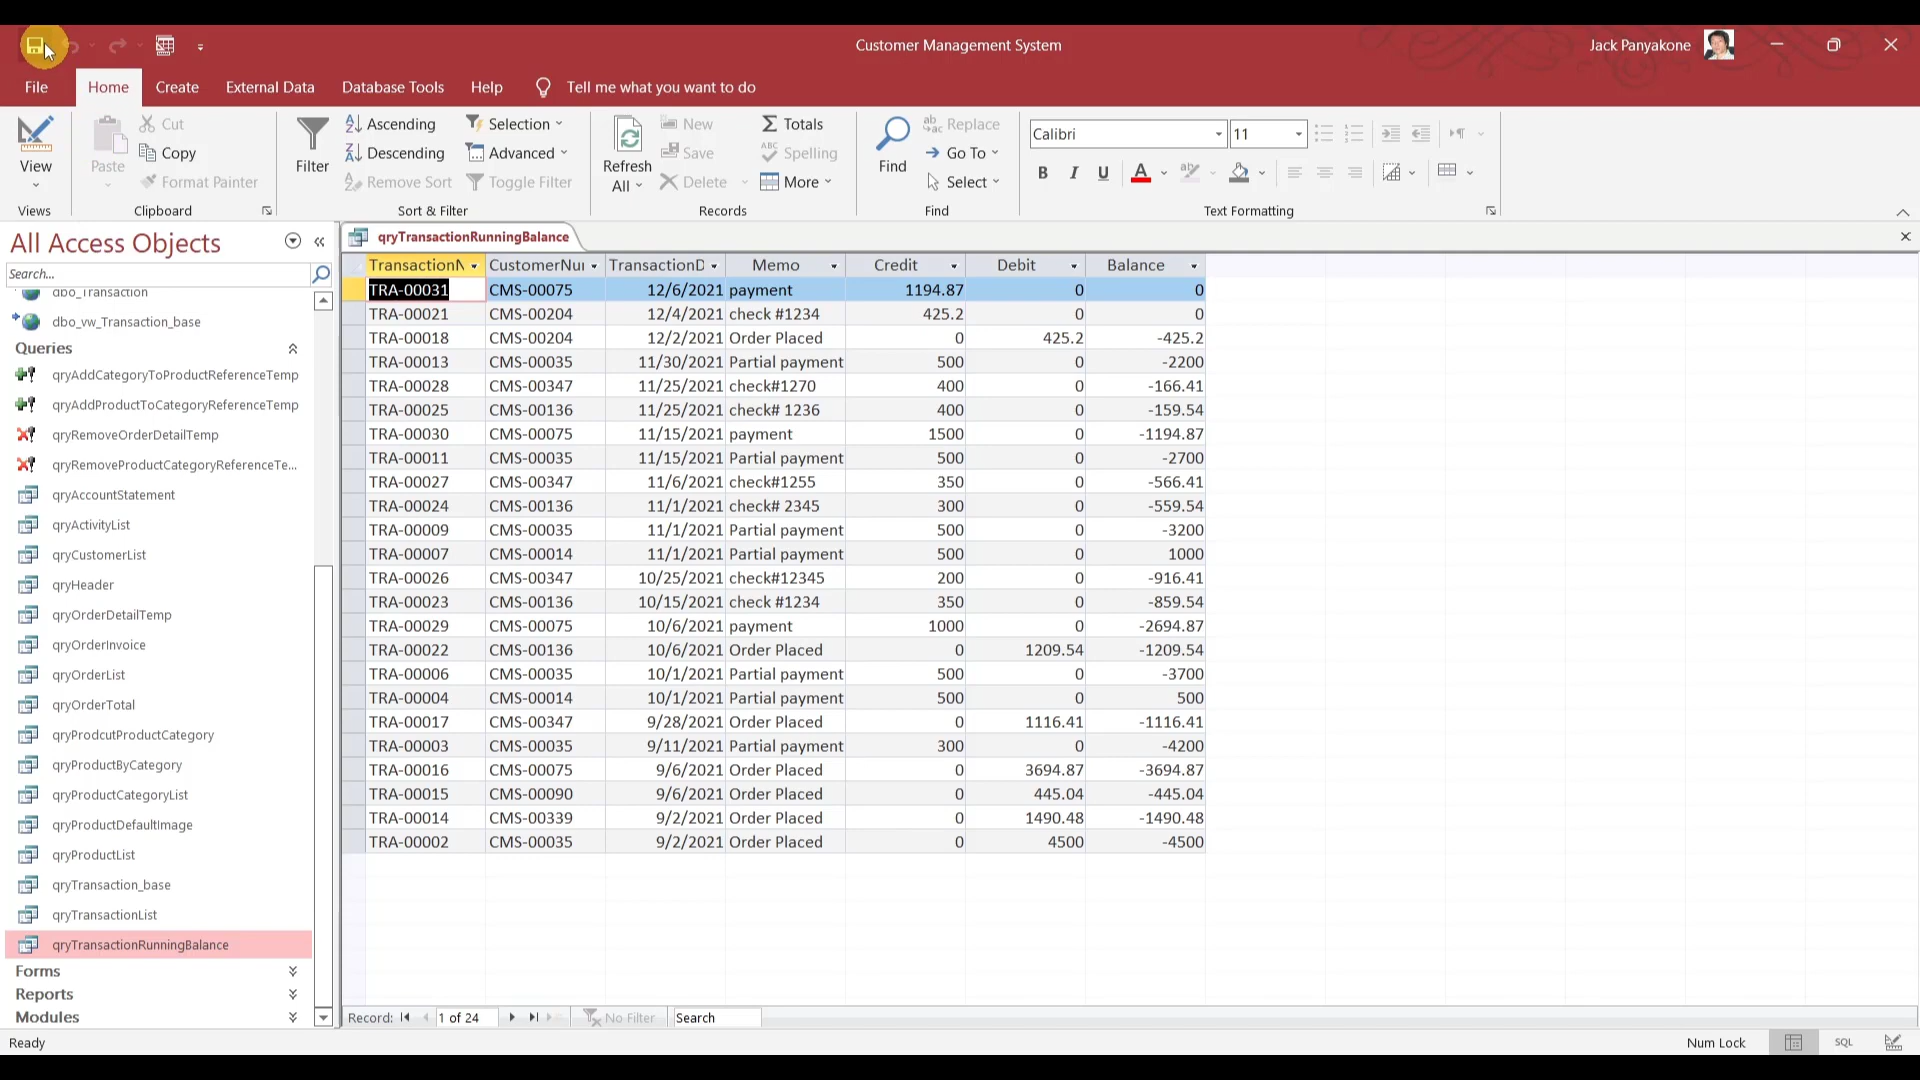 Customer Management System
Jack Panyakone
File
Home
Create
External Data
Database Tools
Help
Tell me what you want to do
View
Views
Paste
Cut
Copy
Format Painter
Clipboard
Filter
Ascending
Descending
Remove Sort
Selection
Advanced
Toggle Filter
Sort & Filter
Refresh
All
New
Save
Delete
Totals
Spelling
More
Records
Find
Replace
Go To
Select
Find
Calibri
11
B I U
A
Text Formatting
All Access Objects
Search...
dbo_Transaction
dbo_vw_Transaction_base
Queries
qryAddCategoryToProductReferenceTemp
qryAddProductToCategoryReferenceTemp
qryRemoveOrderDetailTemp
qryRemoveProductCategoryReferenceTe...
qryAccountStatement
qryActivityList
qryCustomerList
qryHeader
qryOrderDetailTemp
qryOrderInvoice
qryOrderList
qryOrderTotal
qryProdcutProductCategory
qryProductByCategory
qryProductCategoryList
qryProductDefaultImage
qryProductList
qryTransaction_base
qryTransactionList
qryTransactionRunningBalance
Forms
Reports
Modules
qryTransactionRunningBalance
TransactionN CustomerNui TransactionD Memo Credit Debit Balance
TRA-00031 CMS-00075 12/6/2021 payment 1194.87 0 0
TRA-00021 CMS-00204 12/4/2021 check #1234 425.2 0 0
TRA-00018 CMS-00204 12/2/2021 Order Placed 0 425.2 -425.2
TRA-00013 CMS-00035 11/30/2021 Partial payment 500 0 -2200
TRA-00028 CMS-00347 11/25/2021 check#1270 400 0 -166.41
TRA-00025 CMS-00136 11/25/2021 check# 1236 400 0 -159.54
TRA-00030 CMS-00075 11/15/2021 payment 1500 0 -1194.87
TRA-00011 CMS-00035 11/15/2021 Partial payment 500 0 -2700
TRA-00027 CMS-00347 11/6/2021 check#1255 350 0 -566.41
TRA-00024 CMS-00136 11/1/2021 check# 2345 300 0 -559.54
TRA-00009 CMS-00035 11/1/2021 Partial payment 500 0 -3200
TRA-00007 CMS-00014 11/1/2021 Partial payment 500 0 1000
TRA-00026 CMS-00347 10/25/2021 check#12345 200 0 -916.41
TRA-00023 CMS-00136 10/15/2021 check #1234 350 0 -859.54
TRA-00029 CMS-00075 10/6/2021 payment 1000 0 -2694.87
TRA-00022 CMS-00136 10/6/2021 Order Placed 0 1209.54 -1209.54
TRA-00006 CMS-00035 10/1/2021 Partial payment 500 0 -3700
TRA-00004 CMS-00014 10/1/2021 Partial payment 500 0 500
TRA-00017 CMS-00347 9/28/2021 Order Placed 0 1116.41 -1116.41
TRA-00003 CMS-00035 9/11/2021 Partial payment 300 0 -4200
TRA-00016 CMS-00075 9/6/2021 Order Placed 0 3694.87 -3694.87
TRA-00015 CMS-00090 9/6/2021 Order Placed 0 445.04 -445.04
TRA-00014 CMS-00339 9/2/2021 Order Placed 0 1490.48 -1490.48
TRA-00002 CMS-00035 9/2/2021 Order Placed 0 4500 -4500
Record: 1 of 24 No Filter Search
Ready
Num Lock
SQL